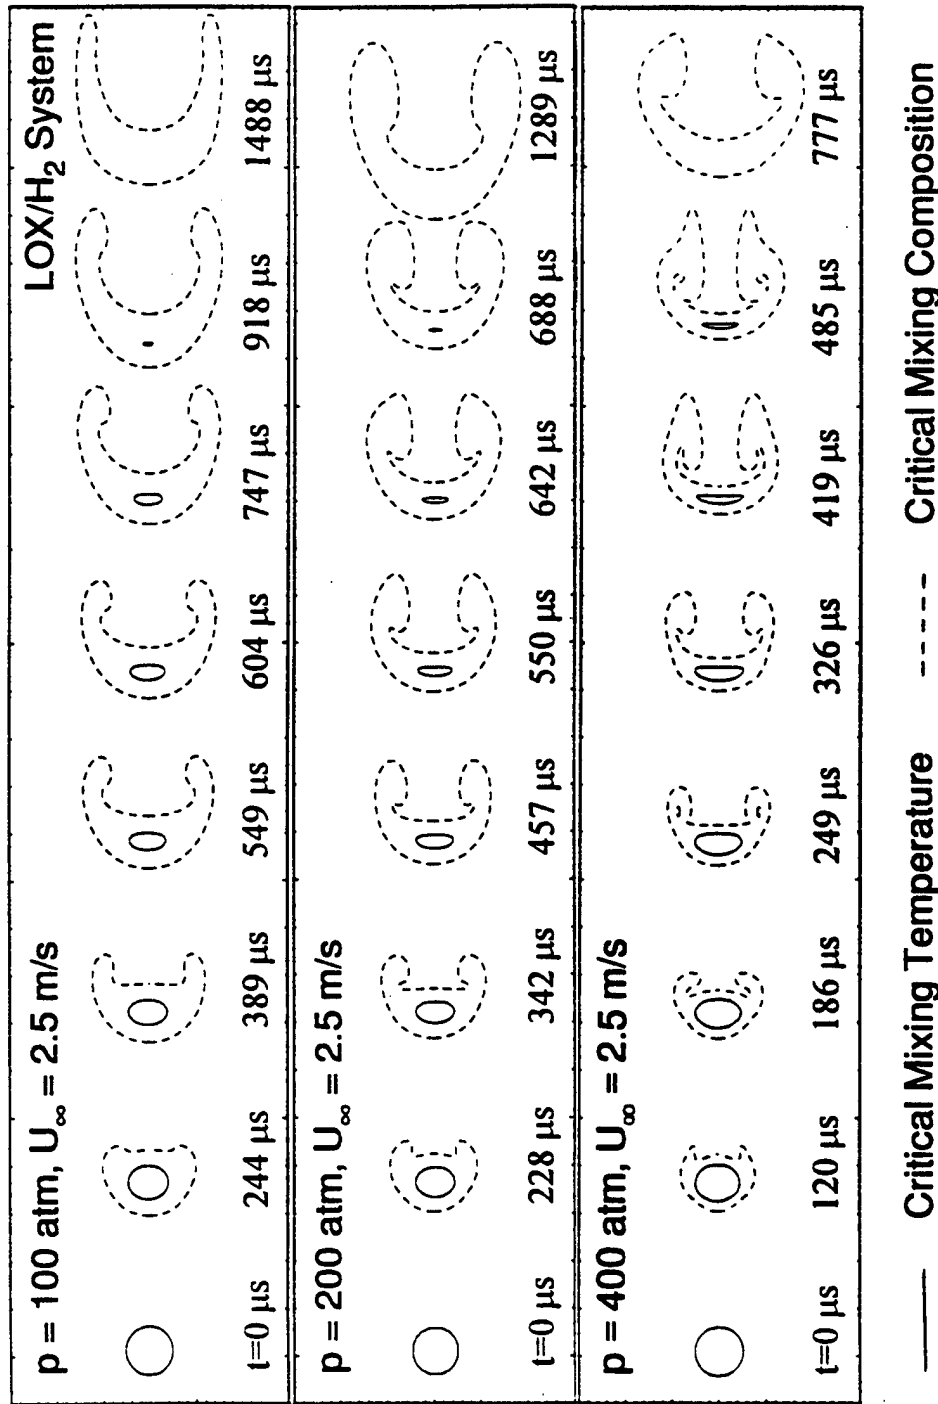 p = 100 atm, U∞ = 2.5 m/s
LOX/H₂ System
t=0 µs 244 µs 389 µs 549 µs 604 µs 747 µs 918 µs 1488 µs
p = 200 atm, U∞ = 2.5 m/s
t=0 µs 228 µs 342 µs 457 µs 550 µs 642 µs 688 µs 1289 µs
p = 400 atm, U∞ = 2.5 m/s
t=0 µs 120 µs 186 µs 249 µs 326 µs 419 µs 485 µs 777 µs
Critical Mixing Temperature
Critical Mixing Composition